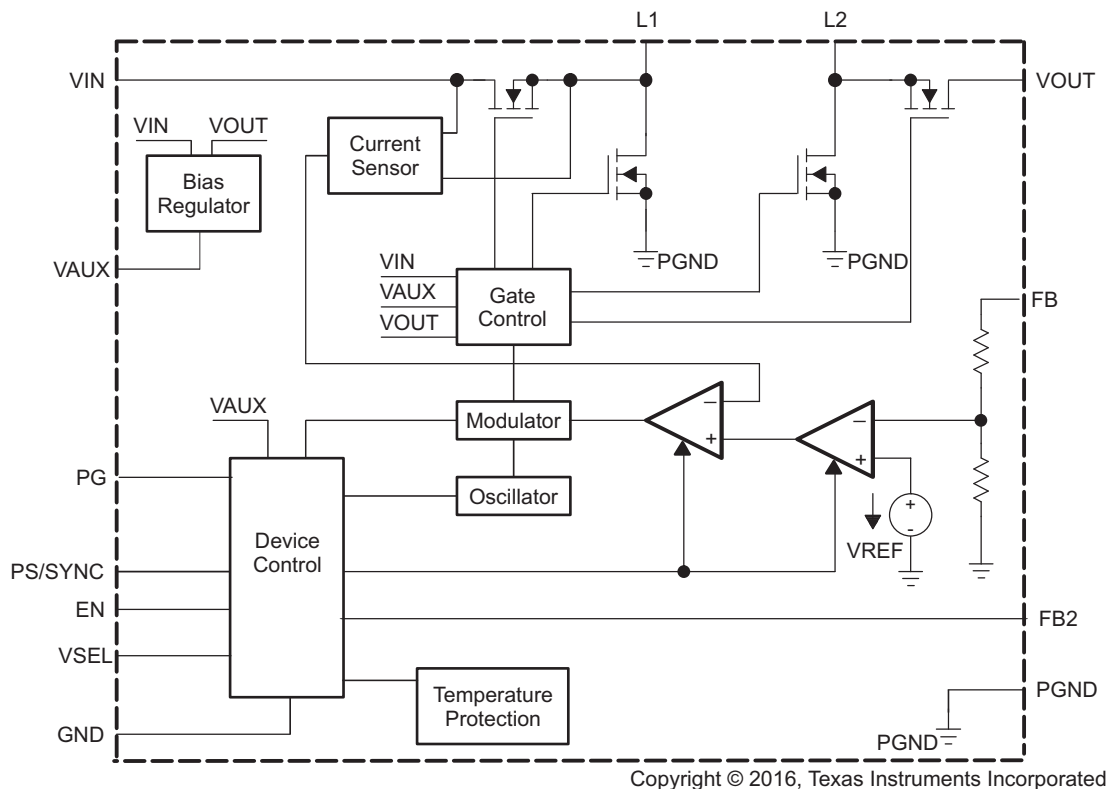 L1
L2
VIN
VOUT
VIN
VOUT
Current
Sensor
Bias
Regulator
VAUX
PGND
PGND
VIN
VAUX
VOUT
Gate
Control
FB
VAUX
Modulator
−
+
−
+
PG
Oscillator
+
-
VREF
Device
Control
PS/SYNC
EN
FB2
VSEL
Temperature
Protection
PGND
GND
PGND
Copyright © 2016, Texas Instruments Incorporated